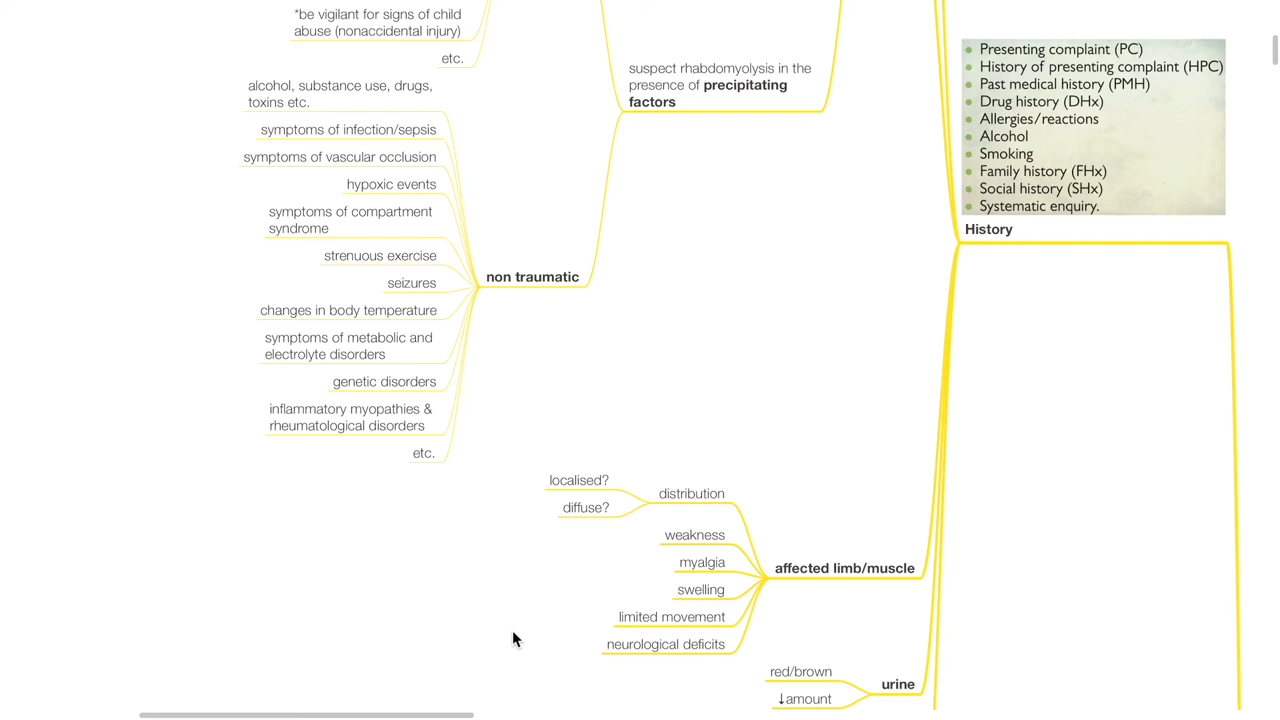 *be vigilant for signs of child
abuse (nonaccidental injury)
etc.
suspect rhabdomyolysis in the
presence of precipitating
factors
alcohol, substance use, drugs,
toxins etc.
symptoms of infection/sepsis
symptoms of vascular occlusion
hypoxic events
symptoms of compartment
syndrome
strenuous exercise
seizures
changes in body temperature
symptoms of metabolic and
electrolyte disorders
genetic disorders
inflammatory myopathies &
rheumatological disorders
etc.
non traumatic
• Presenting complaint (PC)
• History of presenting complaint (HPC)
• Past medical history (PMH)
• Drug history (DHx)
• Allergies/reactions
• Alcohol
• Smoking
• Family history (FHx)
• Social history (SHx)
• Systematic enquiry.
History
localised?
diffuse?
distribution
weakness
myalgia
swelling
limited movement
neurological deficits
affected limb/muscle
red/brown
↓amount
urine